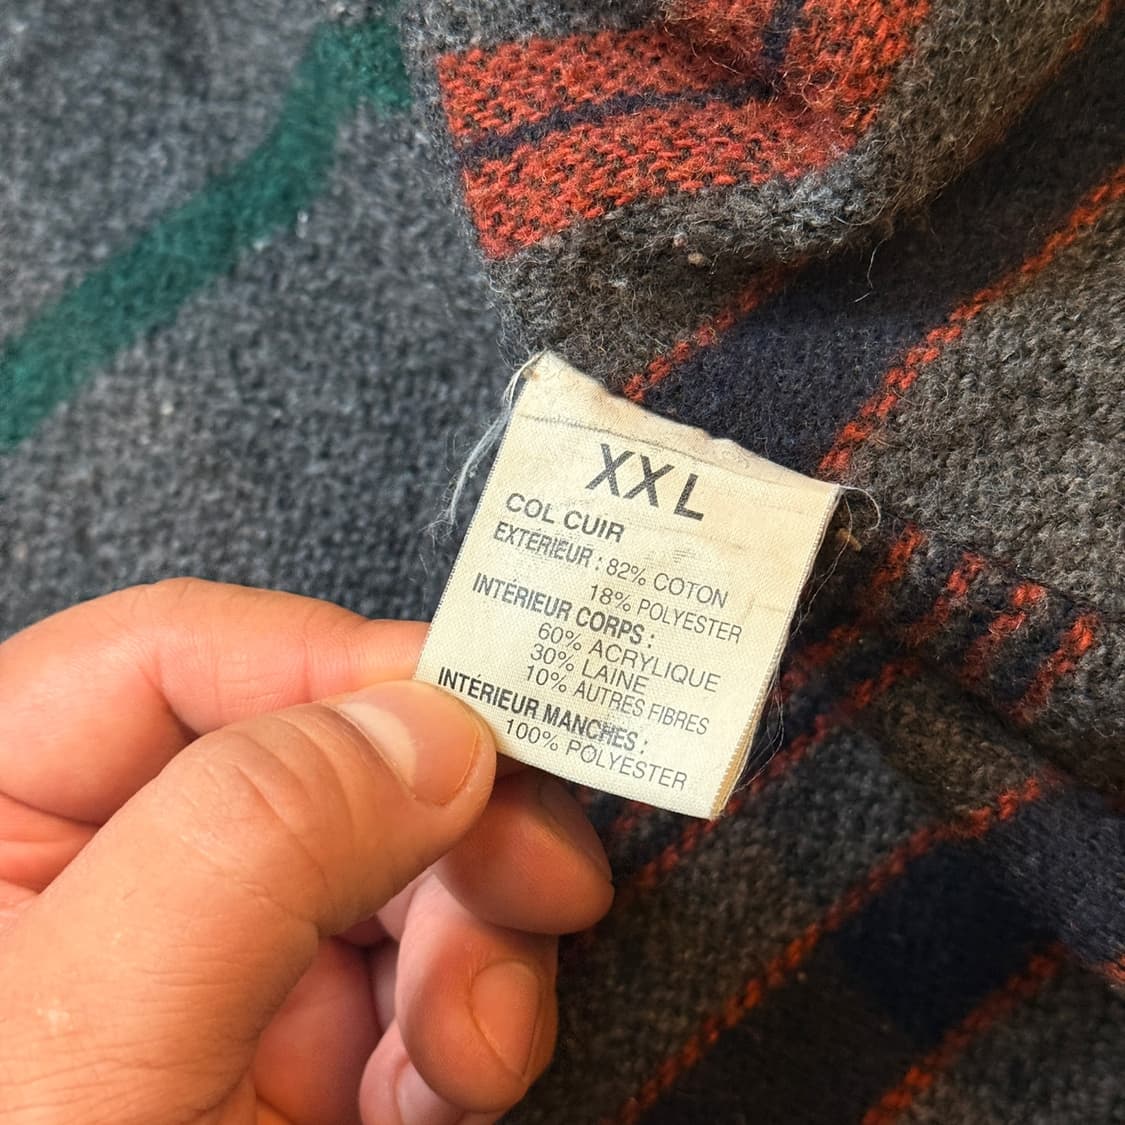 XXL
COL CUIR
EXTÉRIEUR : 82% COTON
18% POLYESTER
INTÉRIEUR CORPS :
60% ACRYLIQUE
30% LAINE
10% AUTRES FIBRES
INTÉRIEUR MANCHES :
100% POLYESTER